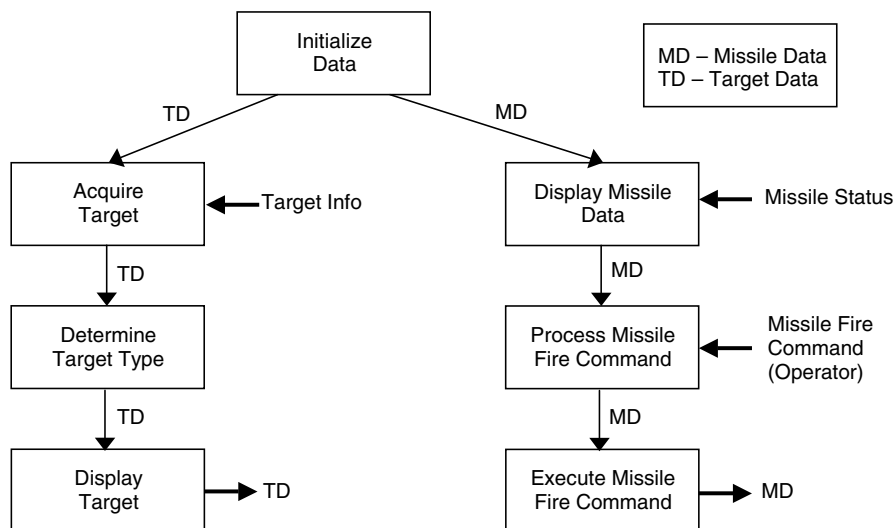 Initialize
Data
MD – Missile Data
TD – Target Data
TD
MD
Acquire
Target
Target Info
Display Missile
Data
Missile Status
TD
MD
Determine
Target Type
Process Missile
Fire Command
Missile Fire
Command
(Operator)
TD
MD
Display
Target
TD
Execute Missile
Fire Command
MD